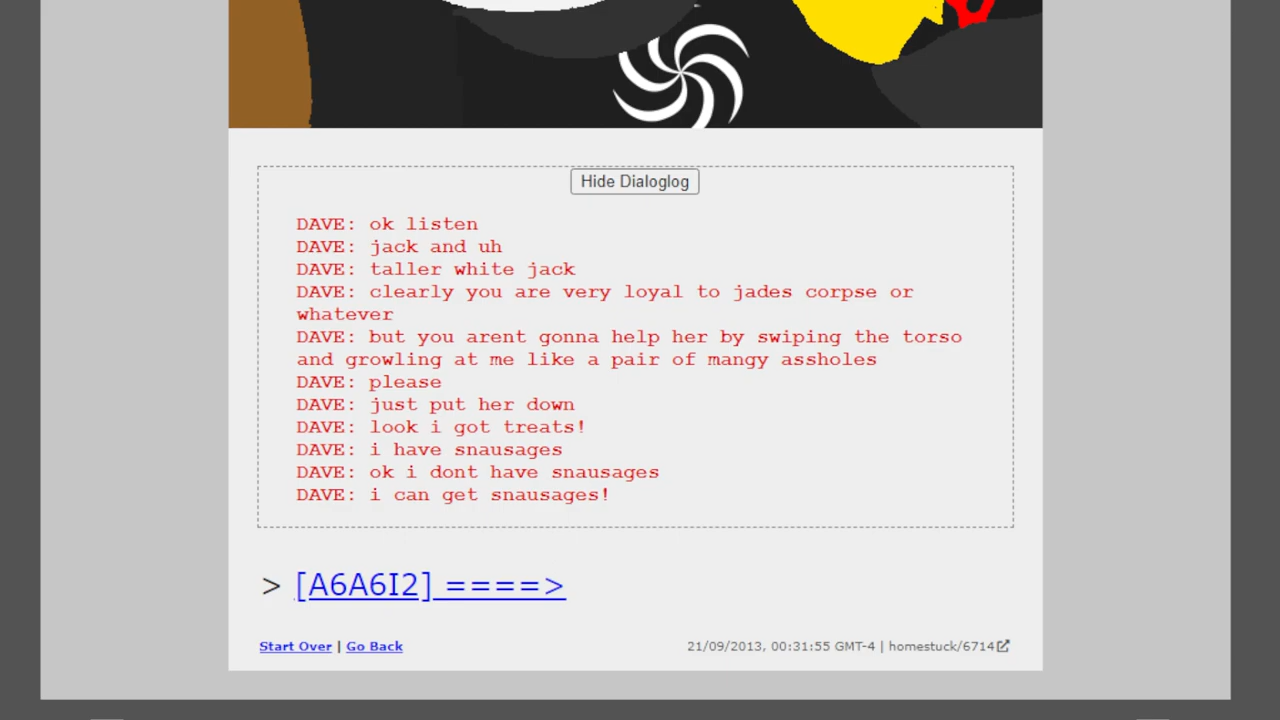 Hide Dialoglog
DAVE: ok listen
DAVE: jack and uh
DAVE: taller white jack
DAVE: clearly you are very loyal to jades corpse or
whatever
DAVE: but you arent gonna help her by swiping the torso
and growling at me like a pair of mangy assholes
DAVE: please
DAVE: just put her down
DAVE: look i got treats!
DAVE: i have snausages
DAVE: ok i dont have snausages
DAVE: i can get snausages!
> [A6A6I2] ====>
Start Over | Go Back
21/09/2013, 00:31:55 GMT-4 | homestuck/6714